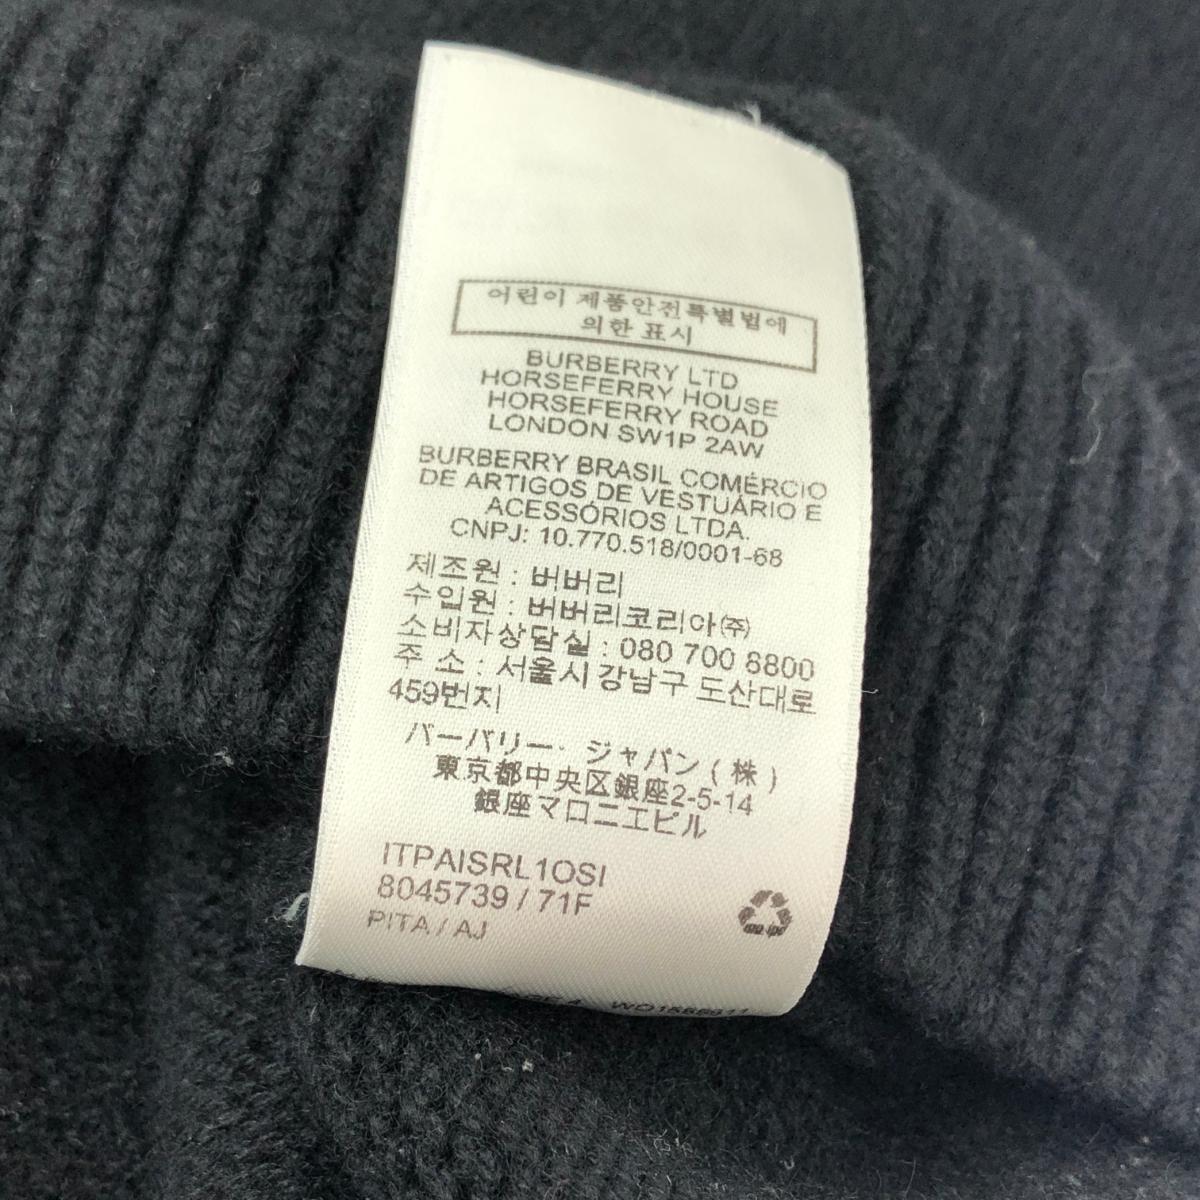 어린이 제품안전특별법에
의한 표시
BURBERRY LTD
HORSEFERRY HOUSE
HORSEFERRY ROAD
LONDON SW1P 2AW
BURBERRY BRASIL COMÉRCIO
DE ARTIGOS DE VESTUÁRIO E
ACESSÓRIOS LTDA.
CNPJ: 10.770.518/0001-68
제조원 : 버버리
수입원 : 버버리코리아㈜
소비자상담실 : 080 700 8800
주 소 : 서울시 강남구 도산대로
459번지
バーバリー・ジャパン(株)
東京都中央区銀座2-5-14
銀座マロニエビル
ITPAISRL1OSI
8045739 / 71F
PITA / AJ